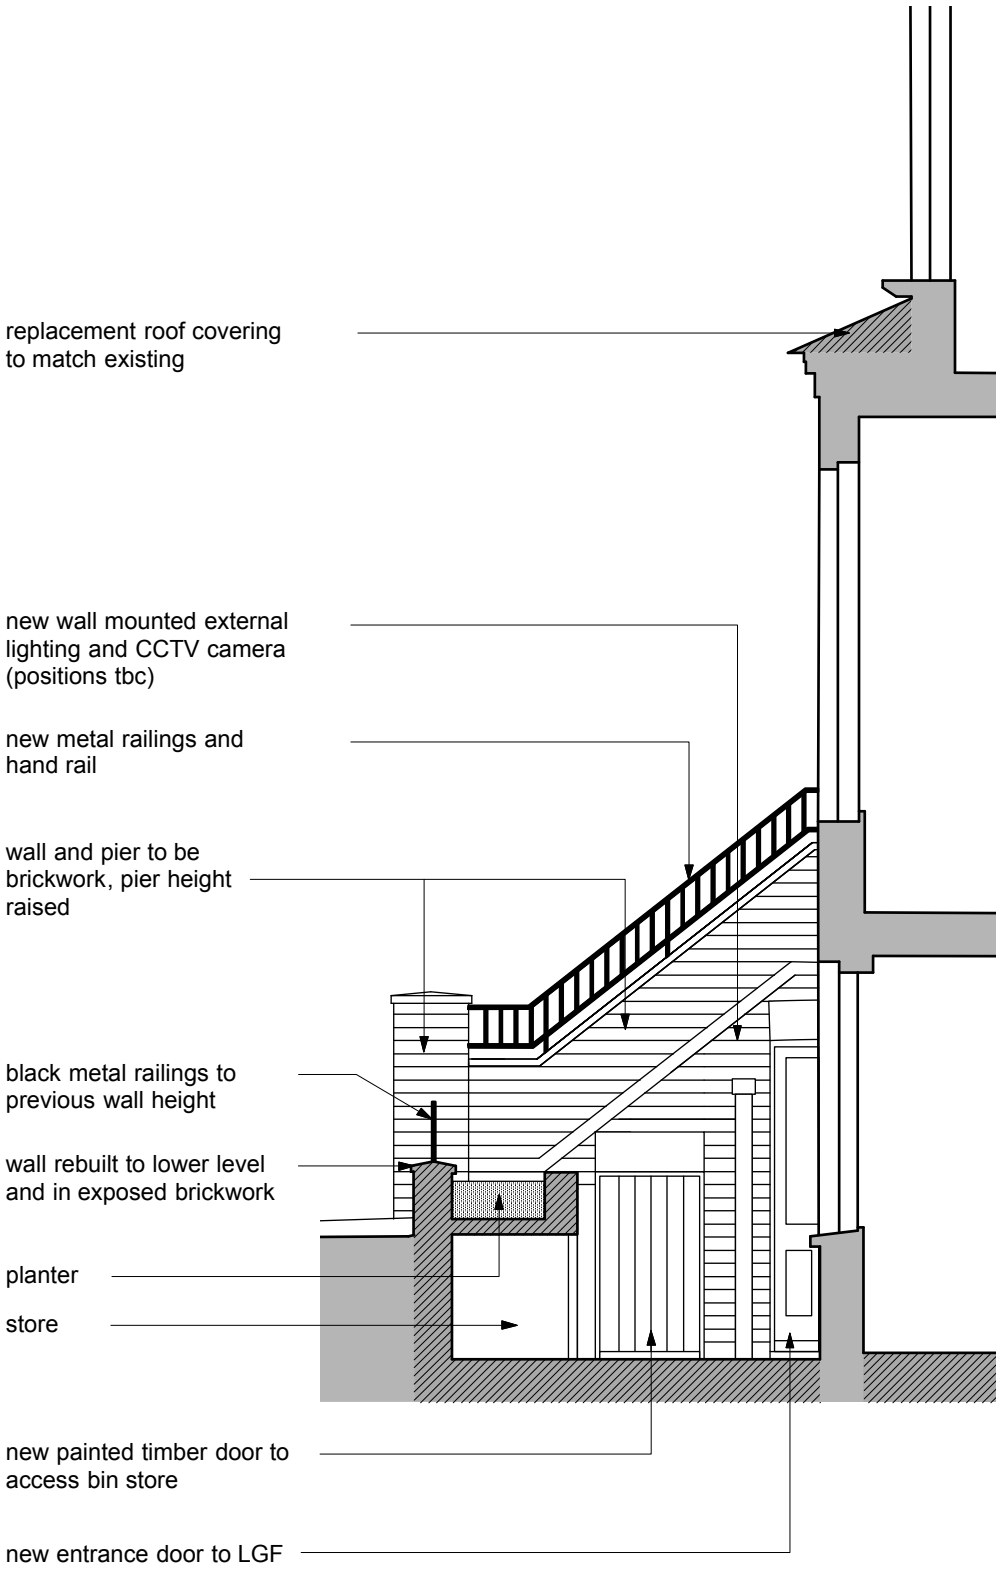 replacement roof covering
to match existing
new wall mounted external
lighting and CCTV camera
(positions tbc)
new metal railings and
hand rail
wall and pier to be
brickwork, pier height
raised
black metal railings to
previous wall height
wall rebuilt to lower level
and in exposed brickwork
planter
store
new painted timber door to
access bin store
new entrance door to LGF